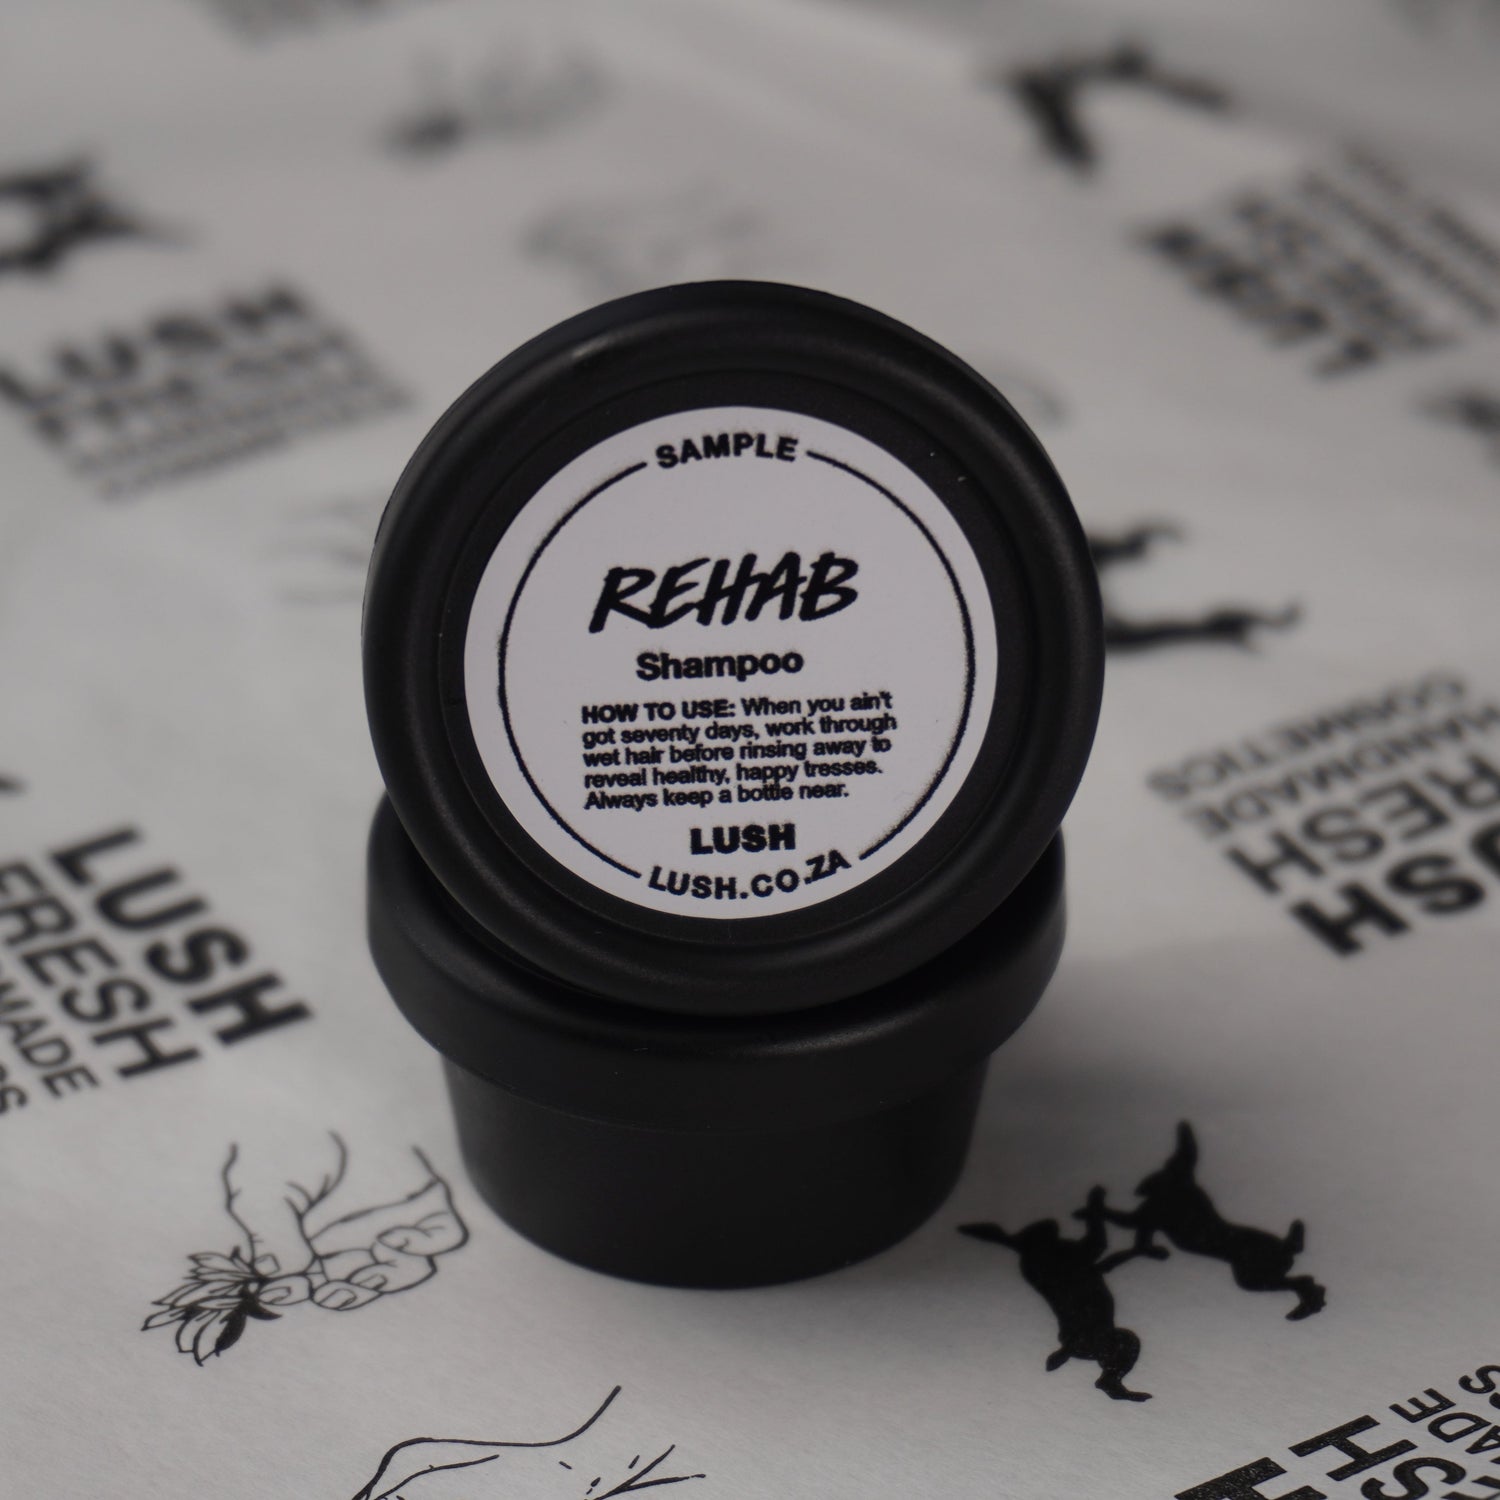 SAMPLE
REHAB
Shampoo
HOW TO USE: When you ain't
got seventy days, work through
wet hair before rinsing away to
reveal healthy, happy tresses.
Always keep a bottle near.
LUSH
LUSH.CO.ZA
LUSH
FRESH
LUSH
FRESH
HANDMADE
COSMETICS